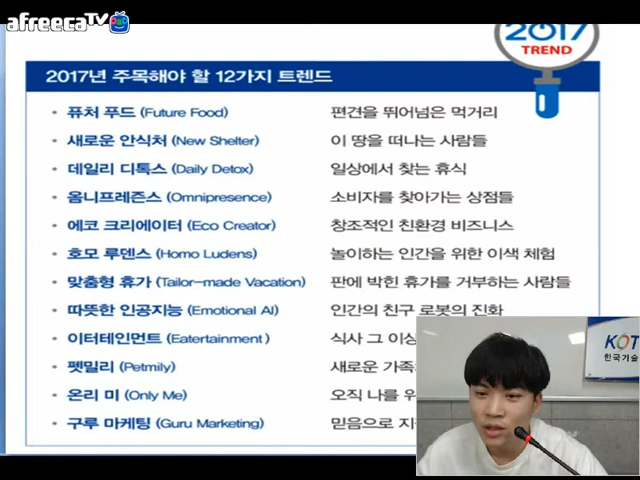 afreecaTV
2017
TREND
2017년 주목해야 할 12가지 트렌드
• 퓨처 푸드 (Future Food) 편견을 뛰어넘은 먹거리
• 새로운 안식처 (New Shelter) 이 땅을 떠나는 사람들
• 데일리 디톡스 (Daily Detox) 일상에서 찾는 휴식
• 옴니프레즌스 (Omnipresence) 소비자를 찾아가는 상점들
• 에코 크리에이터 (Eco Creator) 창조적인 친환경 비즈니스
• 호모 루덴스 (Homo Ludens) 놀이하는 인간을 위한 이색 체험
• 맞춤형 휴가 (Tailor-made Vacation) 판에 박힌 휴가를 거부하는 사람들
• 따뜻한 인공지능 (Emotional AI) 인간의 친구 로봇의 진화
• 이터테인먼트 (Eatertainment) 식사 그 이상
• 펫밀리 (Petmily) 새로운 가족
• 온리 미 (Only Me) 오직 나를 위
• 구루 마케팅 (Guru Marketing) 믿음으로
KOT
한국기술